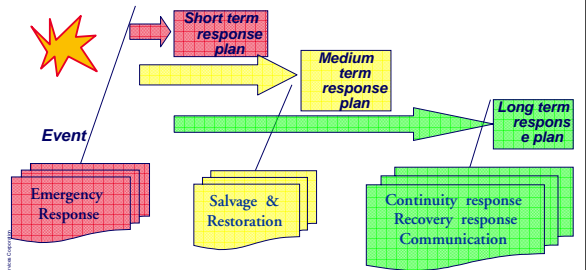 Short term
response
plan
Medium
term
response
plan
Long term
respons
e plan
Event
Emergency
Response
Salvage &
Restoration
Continuity response
Recovery response
Communication
Corporation